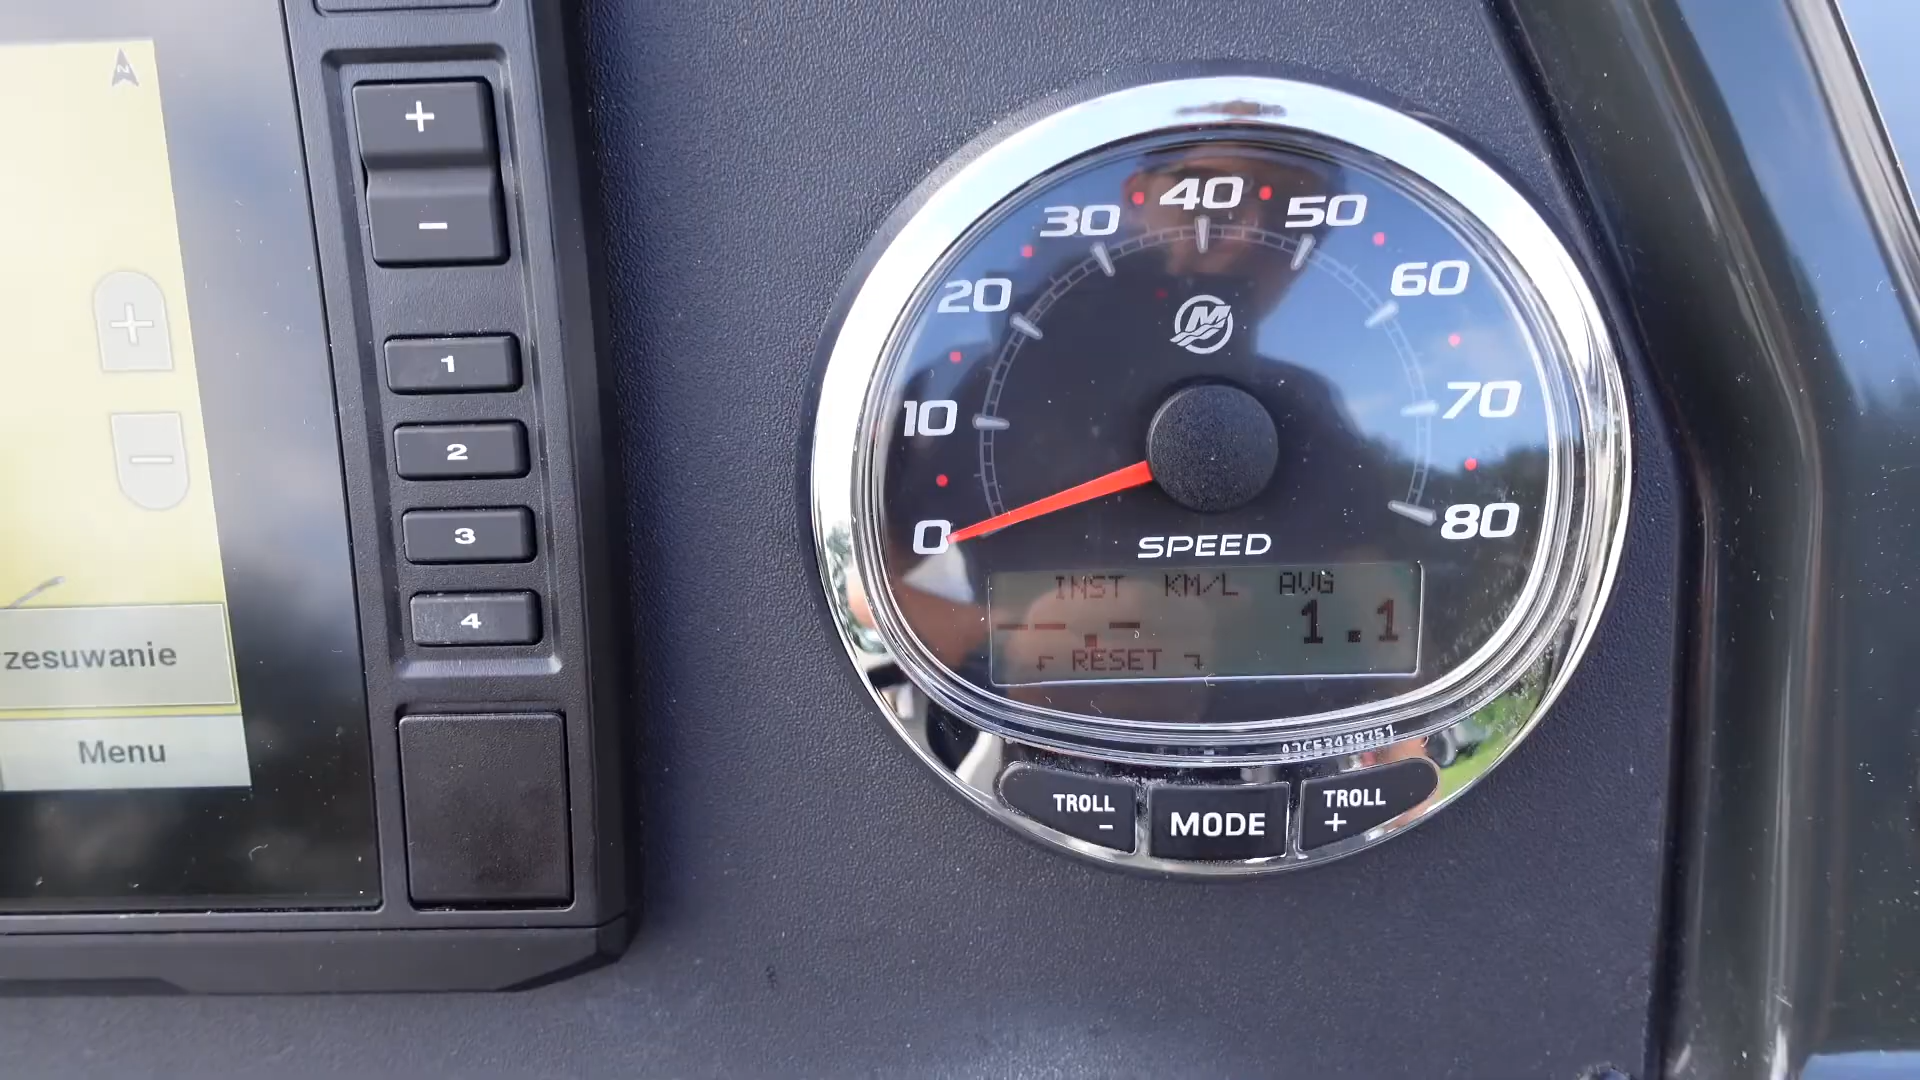 N
+
−
1
2
3
4
+
−
zesuwanie
Menu
0
10
20
30
40
50
60
70
80
M
SPEED
INST KM/L AVG
--.- 1.1
RESET
TROLL
−
MODE
TROLL
+